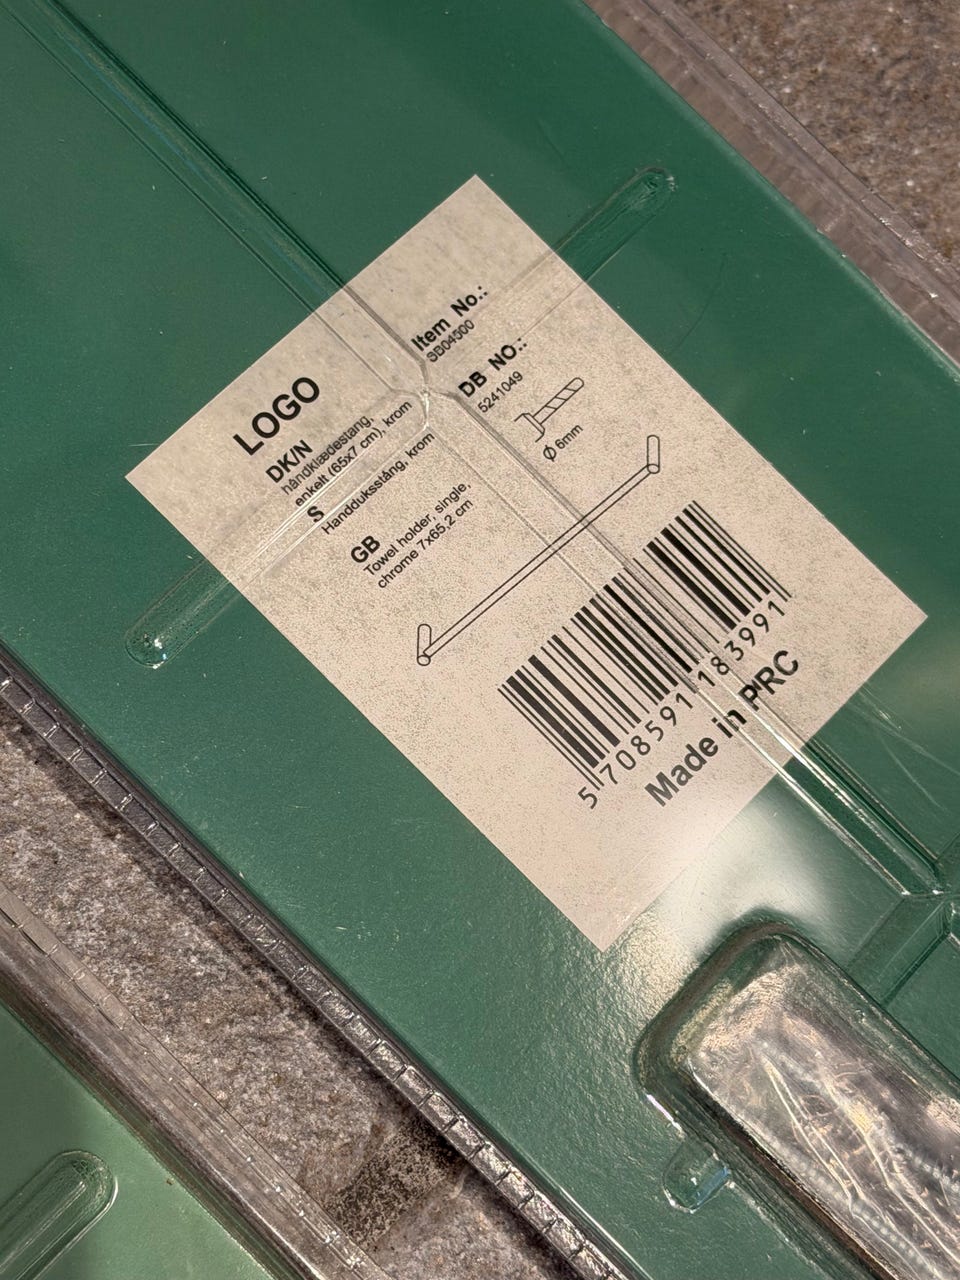 LOGO
DK/N
håndklædestang,
enkelt (65x7 cm), krom
S
Handduksstång, krom
GB
Towel holder, single,
chrome 7x65,2 cm
Item No.:
SB04500
DB NO.:
5241049
Ø 6mm
5 708591 183991
Made in PRC